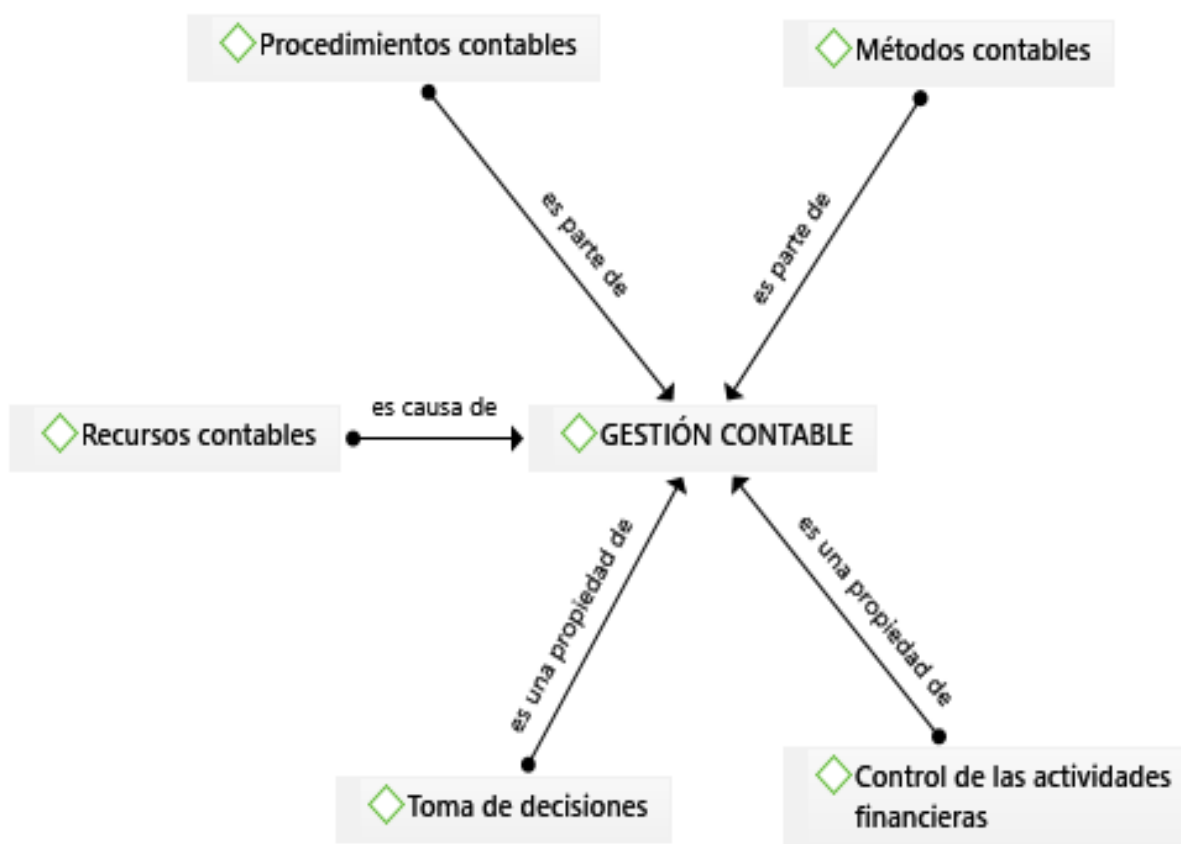 Procedimientos contables
Métodos contables
es parte de
es parte de
Recursos contables
es causa de
GESTIÓN CONTABLE
es una propiedad de
es una propiedad de
Toma de decisiones
Control de las actividades
financieras